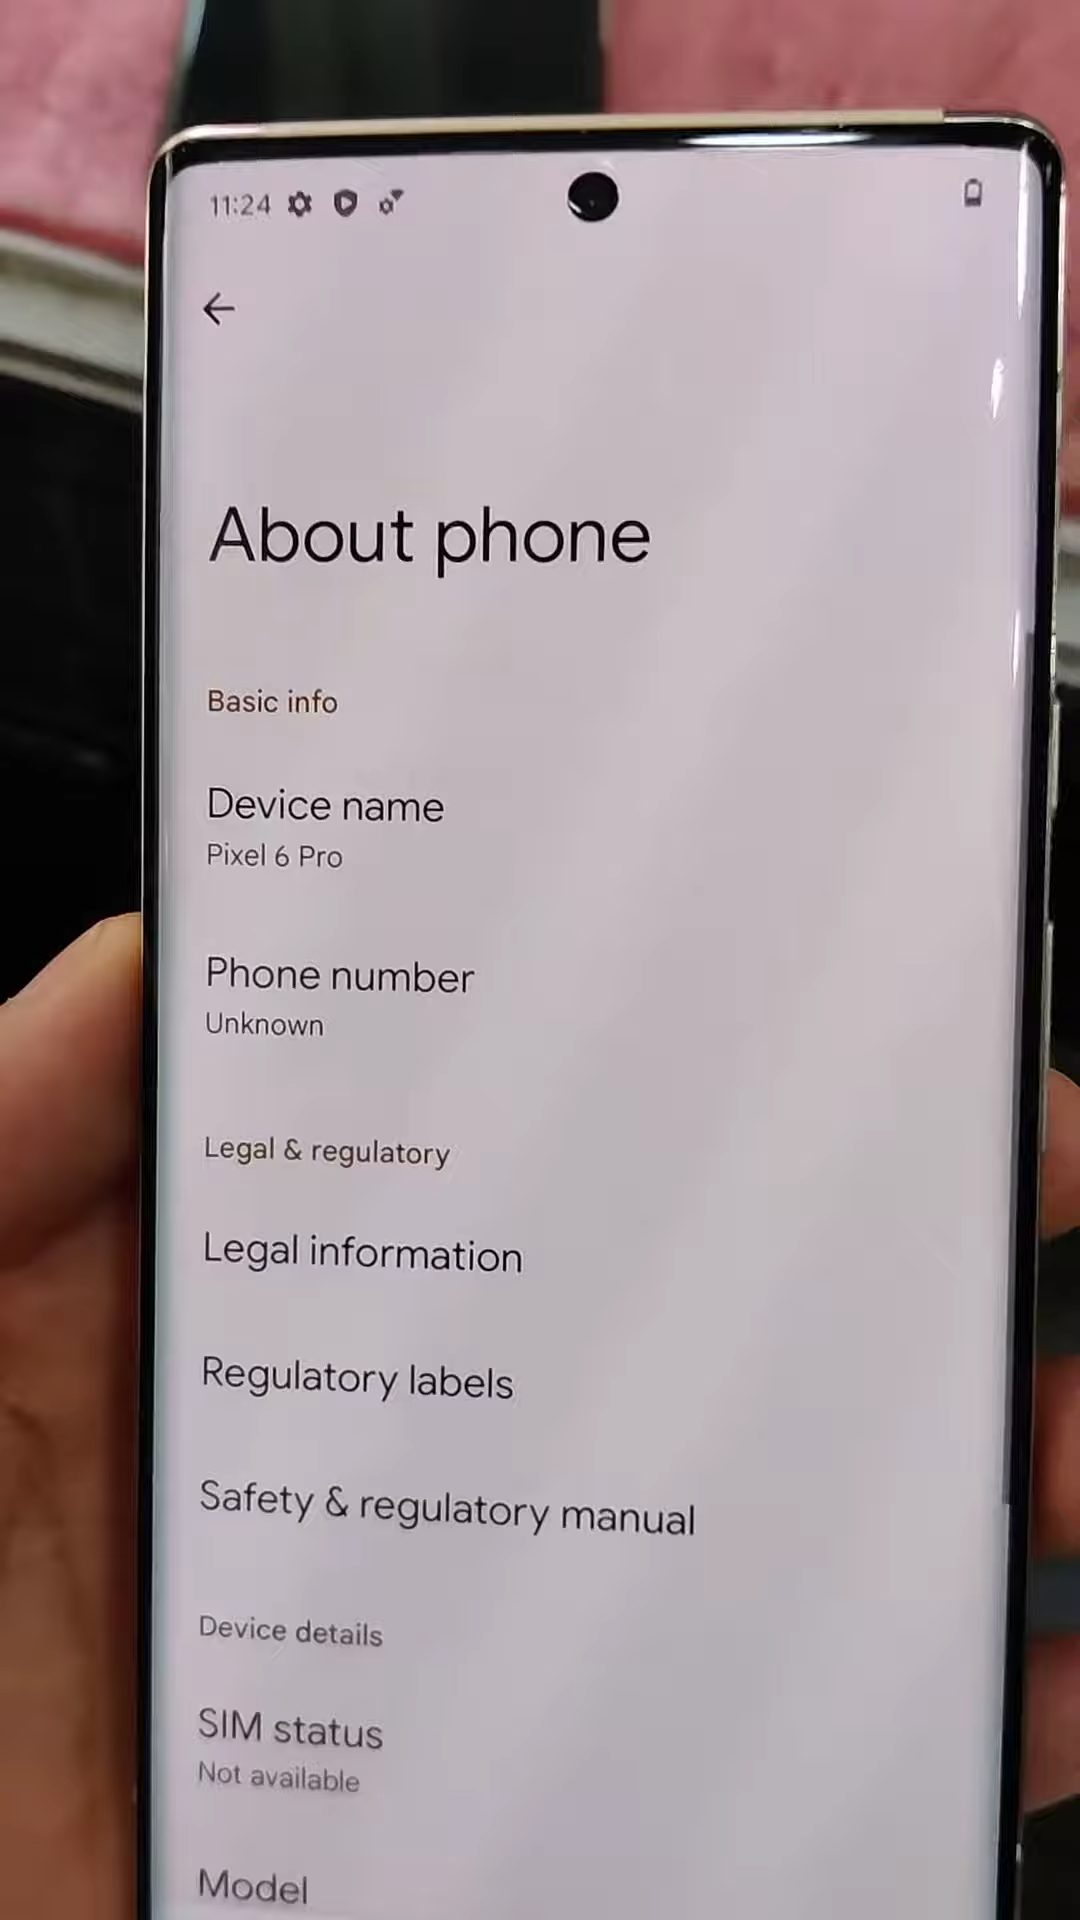 11:24
About phone
Basic info
Device name
Pixel 6 Pro
Phone number
Unknown
Legal & regulatory
Legal information
Regulatory labels
Safety & regulatory manual
Device details
SIM status
Not available
Model